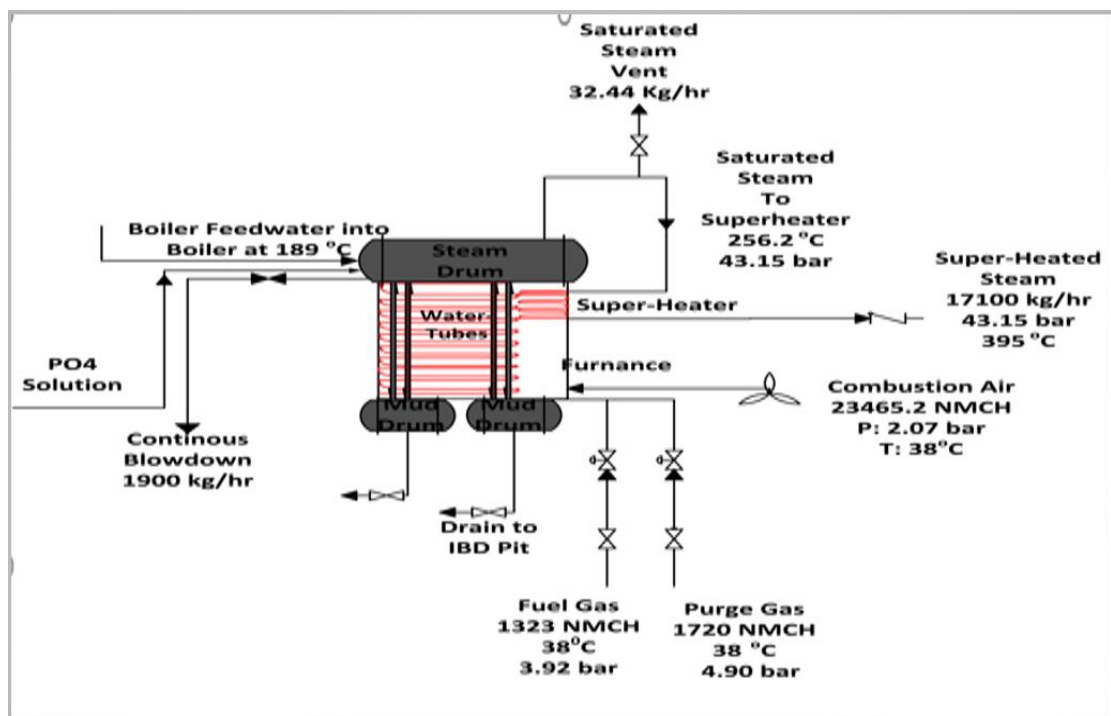 Saturated
Steam
Vent
32.44 Kg/hr
Saturated
Steam
To
Superheater
256.2 °C
43.15 bar
Boiler Feedwater into
Boiler at 189 °C
Steam
Drum
Super-Heated
Steam
17100 kg/hr
43.15 bar
395 °C
Super-Heater
Water-
Tubes
PO4
Solution
Furnance
Combustion Air
23465.2 NMCH
P: 2.07 bar
T: 38°C
Mud
Drum
Mud
Drum
Continous
Blowdown
1900 kg/hr
Drain to
IBD Pit
Fuel Gas
1323 NMCH
38°C
3.92 bar
Purge Gas
1720 NMCH
38 °C
4.90 bar